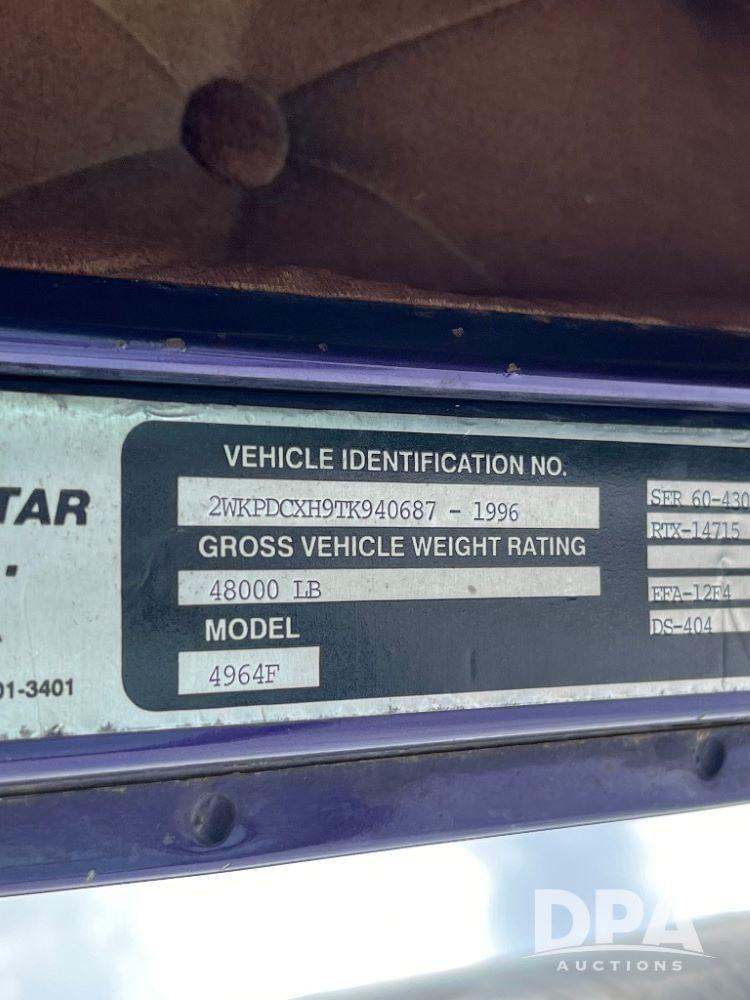 TAR
01-3401
VEHICLE IDENTIFICATION NO.
2WKPDCXH9TK940687 - 1996
GROSS VEHICLE WEIGHT RATING
48000 LB
MODEL
4964F
SER 60-430
RTX-14715
EFA-12F4
DS-404
DPA
AUCTIONS